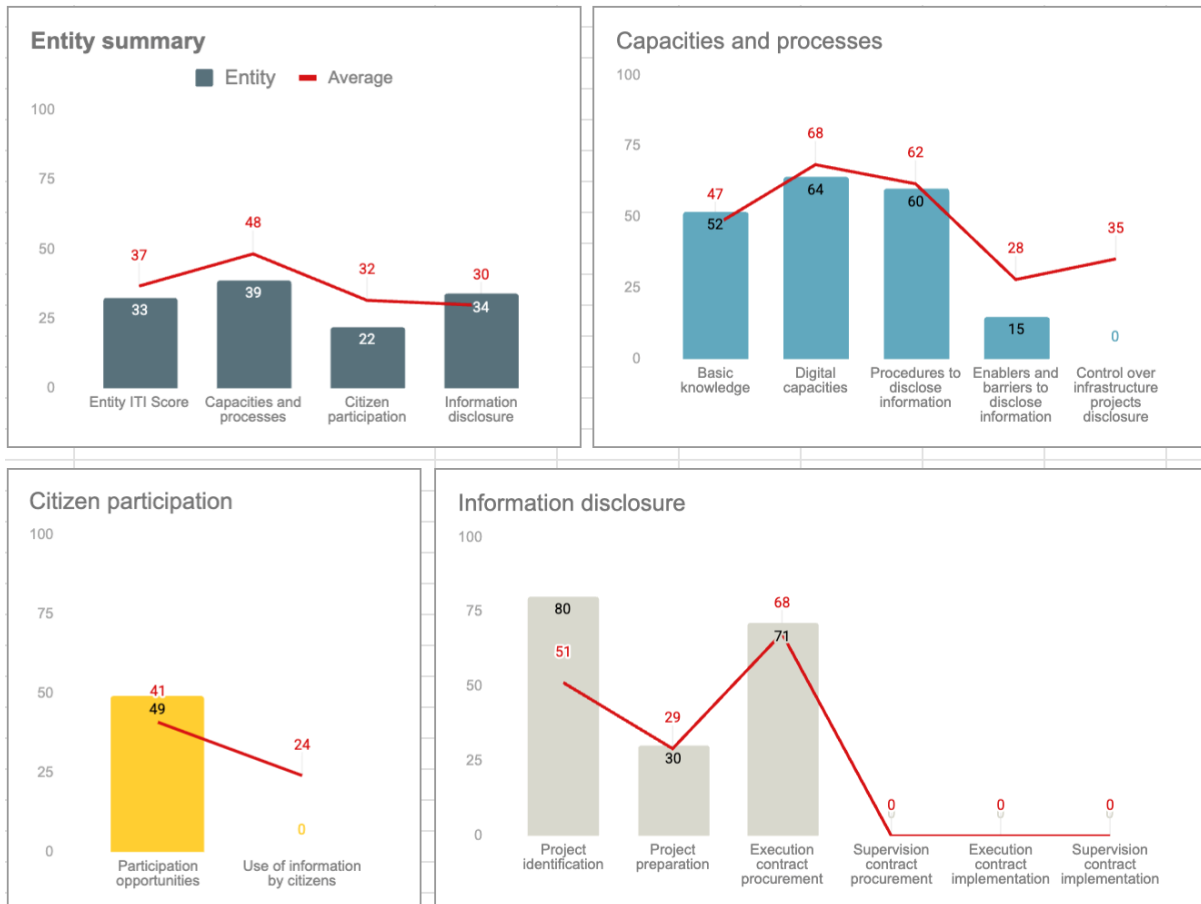 Entity summary
Entity
Average
100
75
50
25
0
37
48
32
30
33
39
22
34
Entity ITI Score
Capacities and
processes
Citizen
participation
Information
disclosure
Capacities and processes
100
75
50
25
0
47
68
62
28
35
52
64
60
15
0
Basic
knowledge
Digital
capacities
Procedures to
disclose
information
Enablers and
barriers to
disclose
information
Control over
infrastructure
projects
disclosure
Citizen participation
100
75
50
25
0
41
49
24
0
Participation
opportunities
Use of information
by citizens
Information disclosure
100
75
50
25
0
80
51
29
30
68
71
0
0
0
Project
identification
Project
preparation
Execution
contract
procurement
Supervision
contract
procurement
Execution
contract
implementation
Supervision
contract
implementation